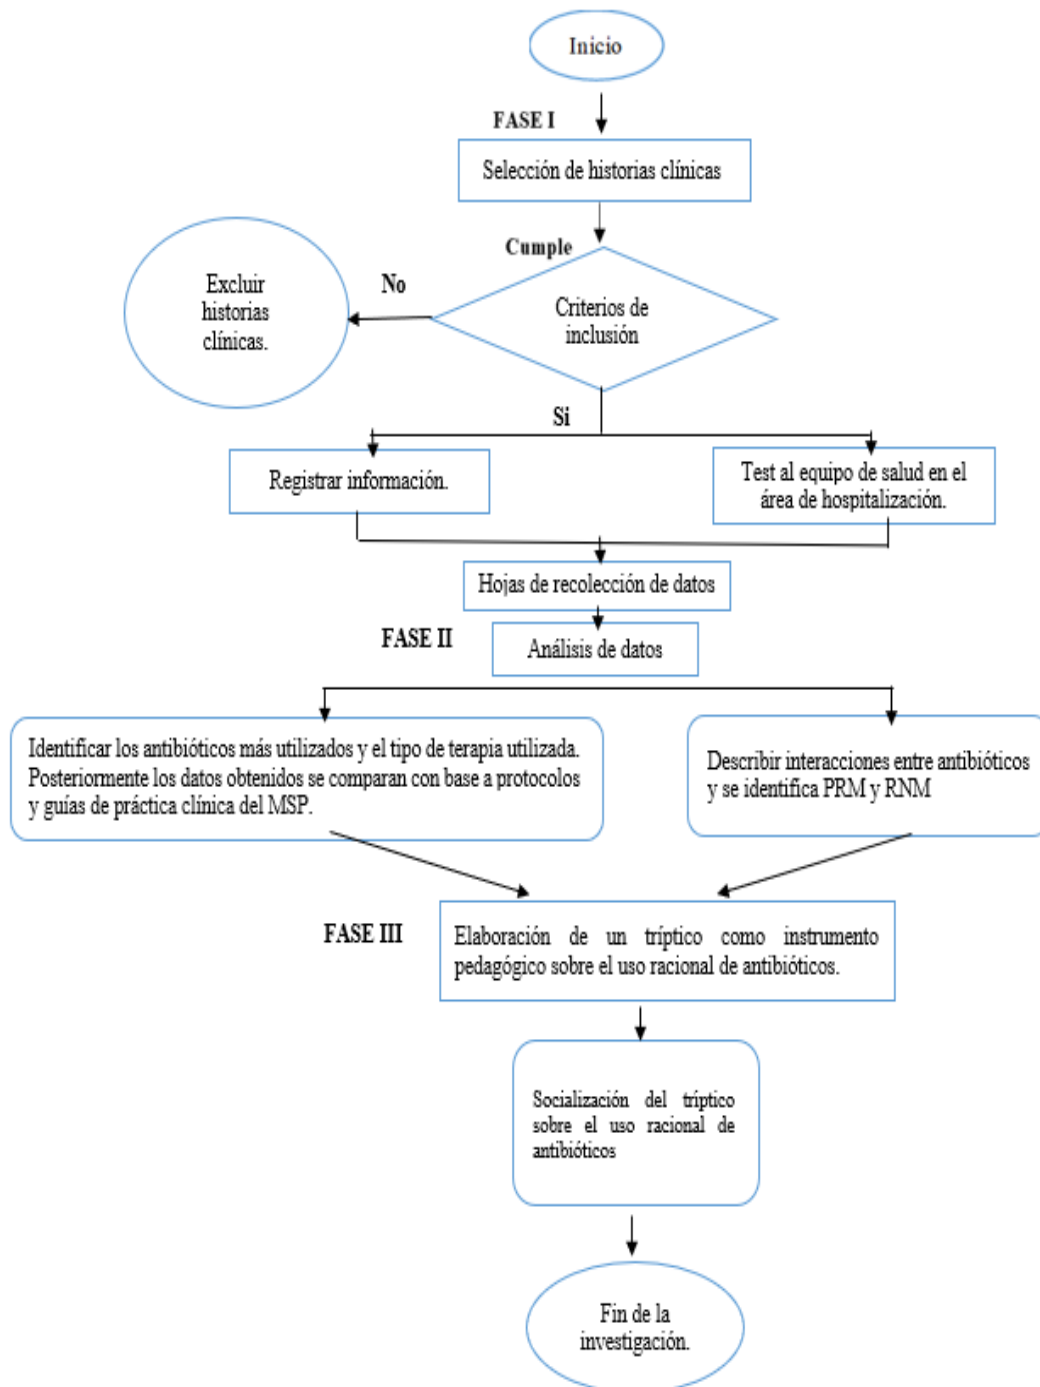 Inicio
FASE I
Selección de historias clínicas
Cumple
No
Excluir
historias
clínicas.
Criterios de
inclusión
Si
Registrar información.
Test al equipo de salud en el
área de hospitalización.
Hojas de recolección de datos
FASE II
Análisis de datos
Identificar los antibióticos más utilizados y el tipo de terapia utilizada.
Posteriormente los datos obtenidos se comparan con base a protocolos
y guías de práctica clínica del MSP.
Describir interacciones entre antibióticos
y se identifica PRM y RNM
FASE III
Elaboración de un tríptico como instrumento
pedagógico sobre el uso racional de antibióticos.
Socialización del tríptico
sobre el uso racional de
antibióticos
Fin de la
investigación.